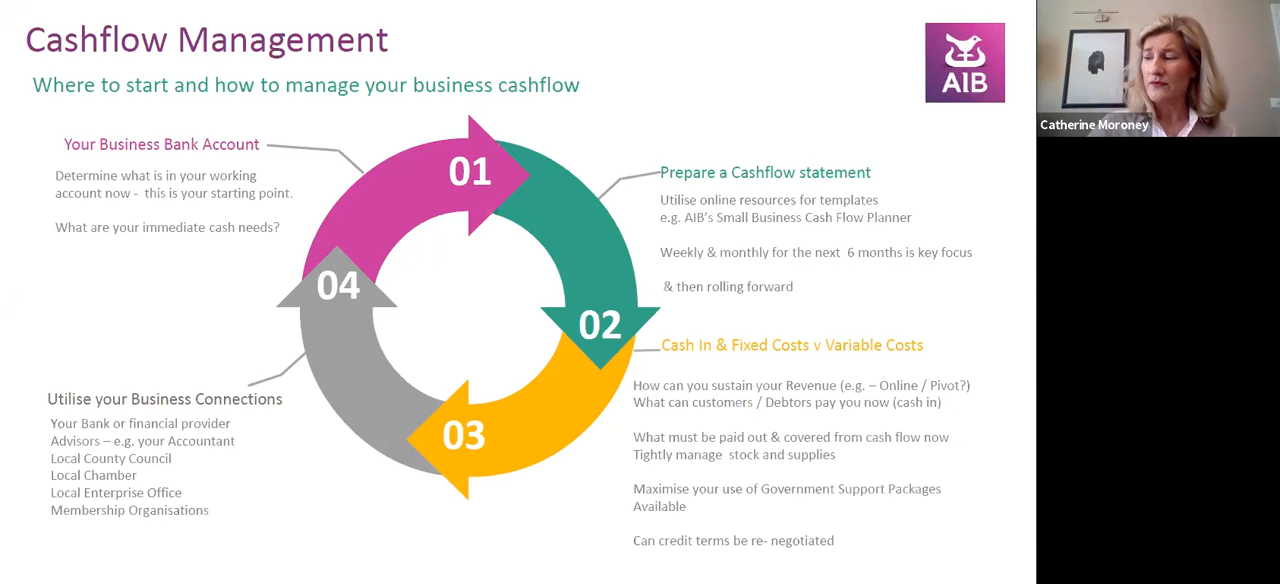 Cashflow Management
Where to start and how to manage your business cashflow
AIB
Catherine Moroney
Your Business Bank Account
Determine what is in your working
account now - this is your starting point.
What are your immediate cash needs?
01
Prepare a Cashflow statement
Utilise online resources for templates
e.g. AIB's Small Business Cash Flow Planner
Weekly & monthly for the next 6 months is key focus
& then rolling forward
02
Cash In & Fixed Costs v Variable Costs
How can you sustain your Revenue (e.g. – Online / Pivot?)
What can customers / Debtors pay you now (cash in)
What must be paid out & covered from cash flow now
Tightly manage stock and supplies
Maximise your use of Government Support Packages
Available
Can credit terms be re- negotiated
03
04
Utilise your Business Connections
Your Bank or financial provider
Advisors – e.g. your Accountant
Local County Council
Local Chamber
Local Enterprise Office
Membership Organisations